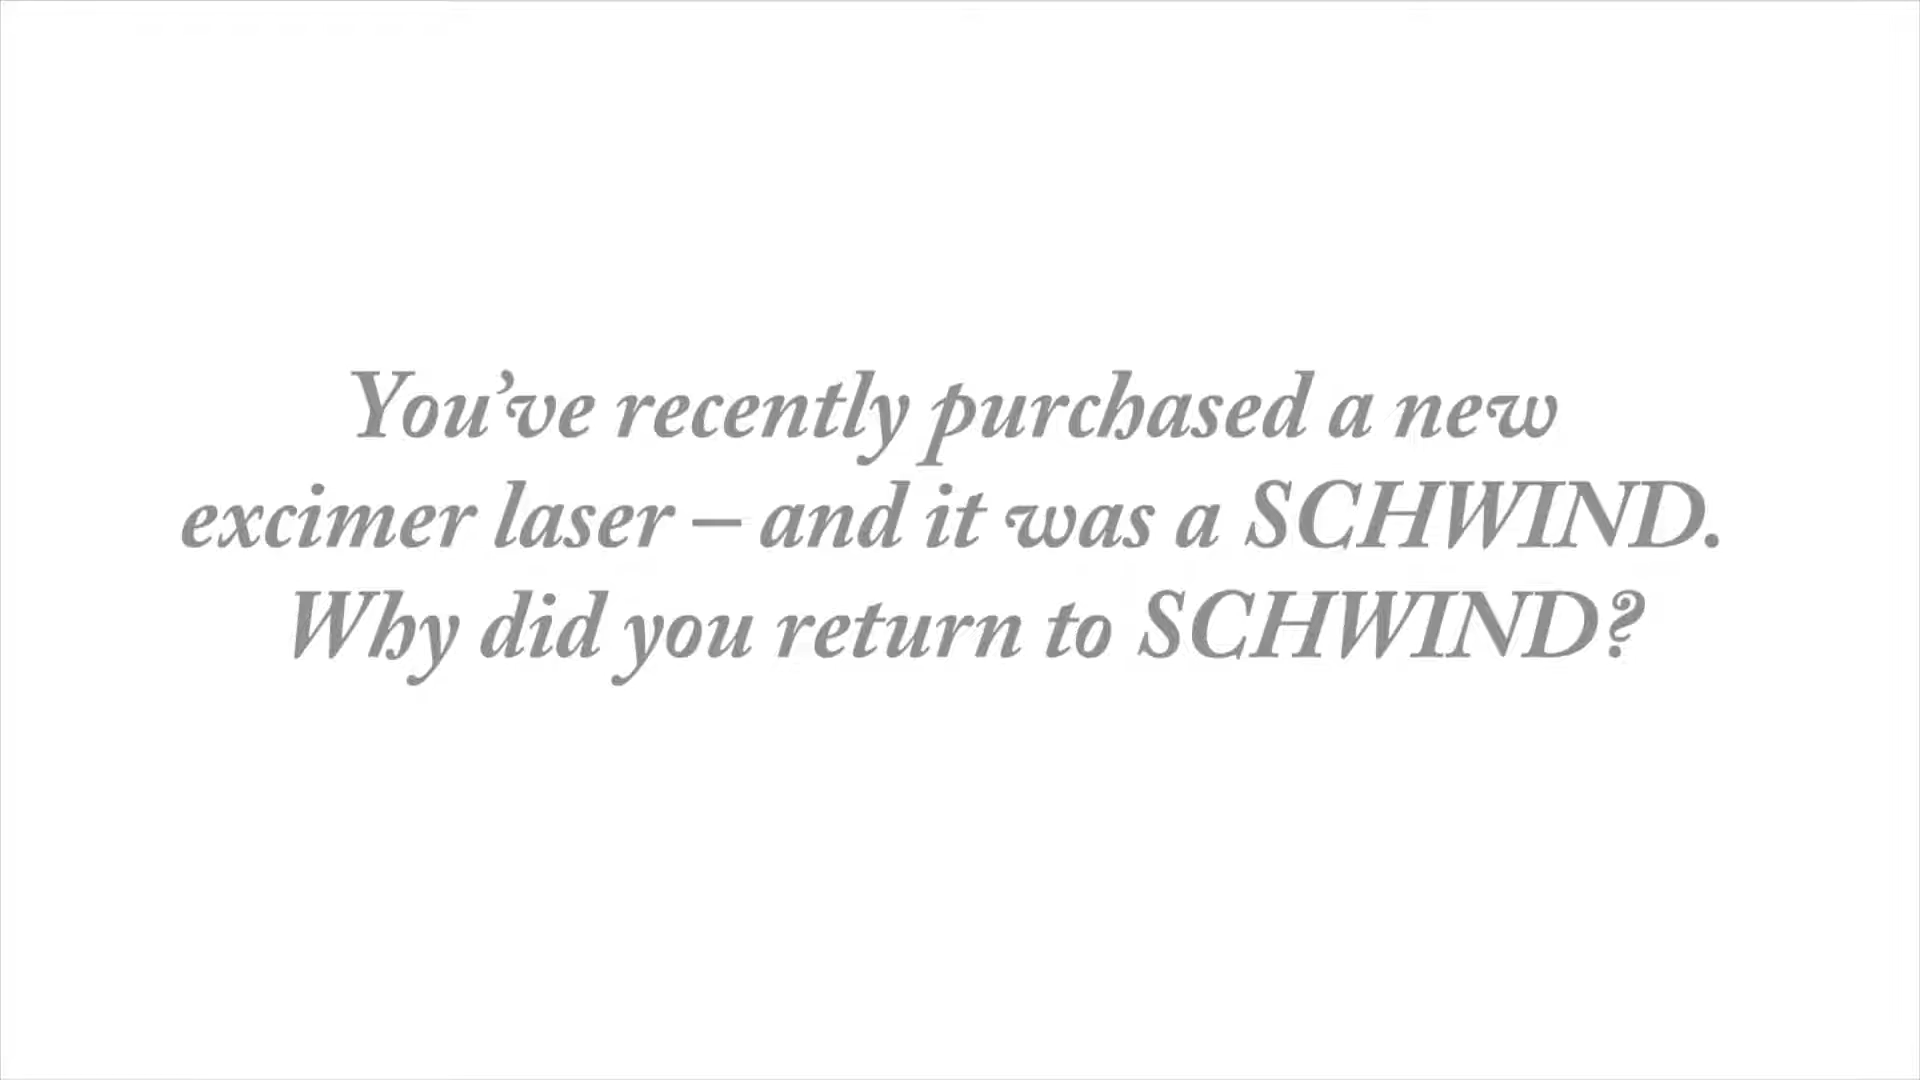 You’ve recently purchased a new
excimer laser – and it was a SCHWIND.
Why did you return to SCHWIND?